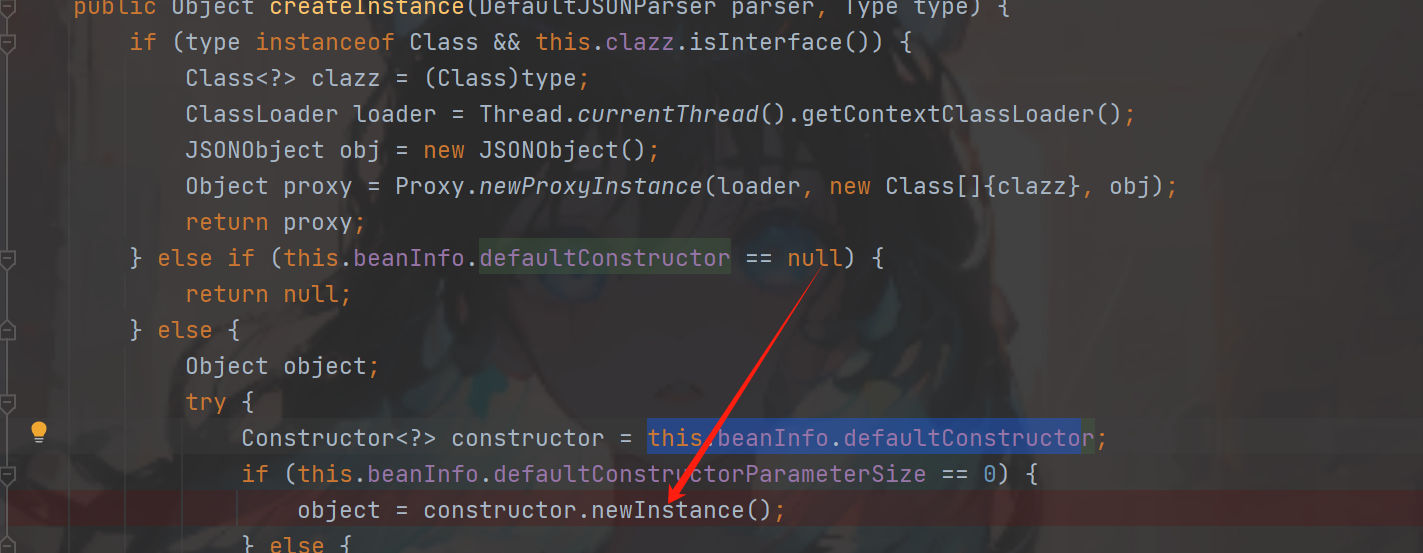 public Object createInstance(DefaultJSONParser parser, Type type) {
if (type instanceof Class && this.clazz.isInterface()) {
Class<?> clazz = (Class)type;
ClassLoader loader = Thread.currentThread().getContextClassLoader();
JSONObject obj = new JSONObject();
Object proxy = Proxy.newProxyInstance(loader, new Class[]{clazz}, obj);
return proxy;
} else if (this.beanInfo.defaultConstructor == null) {
return null;
} else {
Object object;
try {
Constructor<?> constructor = this.beanInfo.defaultConstructor;
if (this.beanInfo.defaultConstructorParameterSize == 0) {
object = constructor.newInstance();
} else {